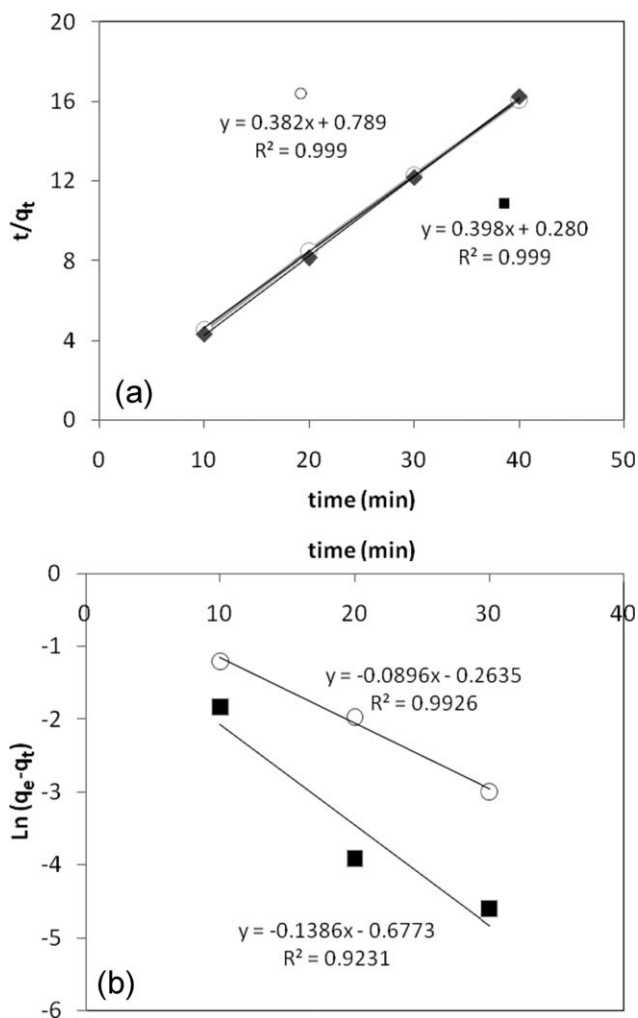 20
16
12
8
4
0
t/qₜ
y = 0.382x + 0.789
R² = 0.999
y = 0.398x + 0.280
R² = 0.999
(a)
0 10 20 30 40 50
time (min)
time (min)
0 10 20 30 40
0
-1
-2
-3
-4
-5
-6
Ln (qₑ-qₜ)
y = -0.0896x - 0.2635
R² = 0.9926
y = -0.1386x - 0.6773
R² = 0.9231
(b)